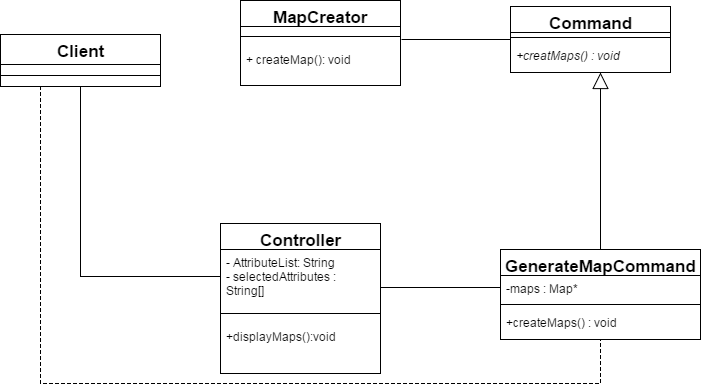 MapCreator
+ createMap(): void
Command
+creatMaps() : void
Client
Controller
- AttributeList: String
- selectedAttributes :
String[]
+displayMaps():void
GenerateMapCommand
-maps : Map*
+createMaps() : void